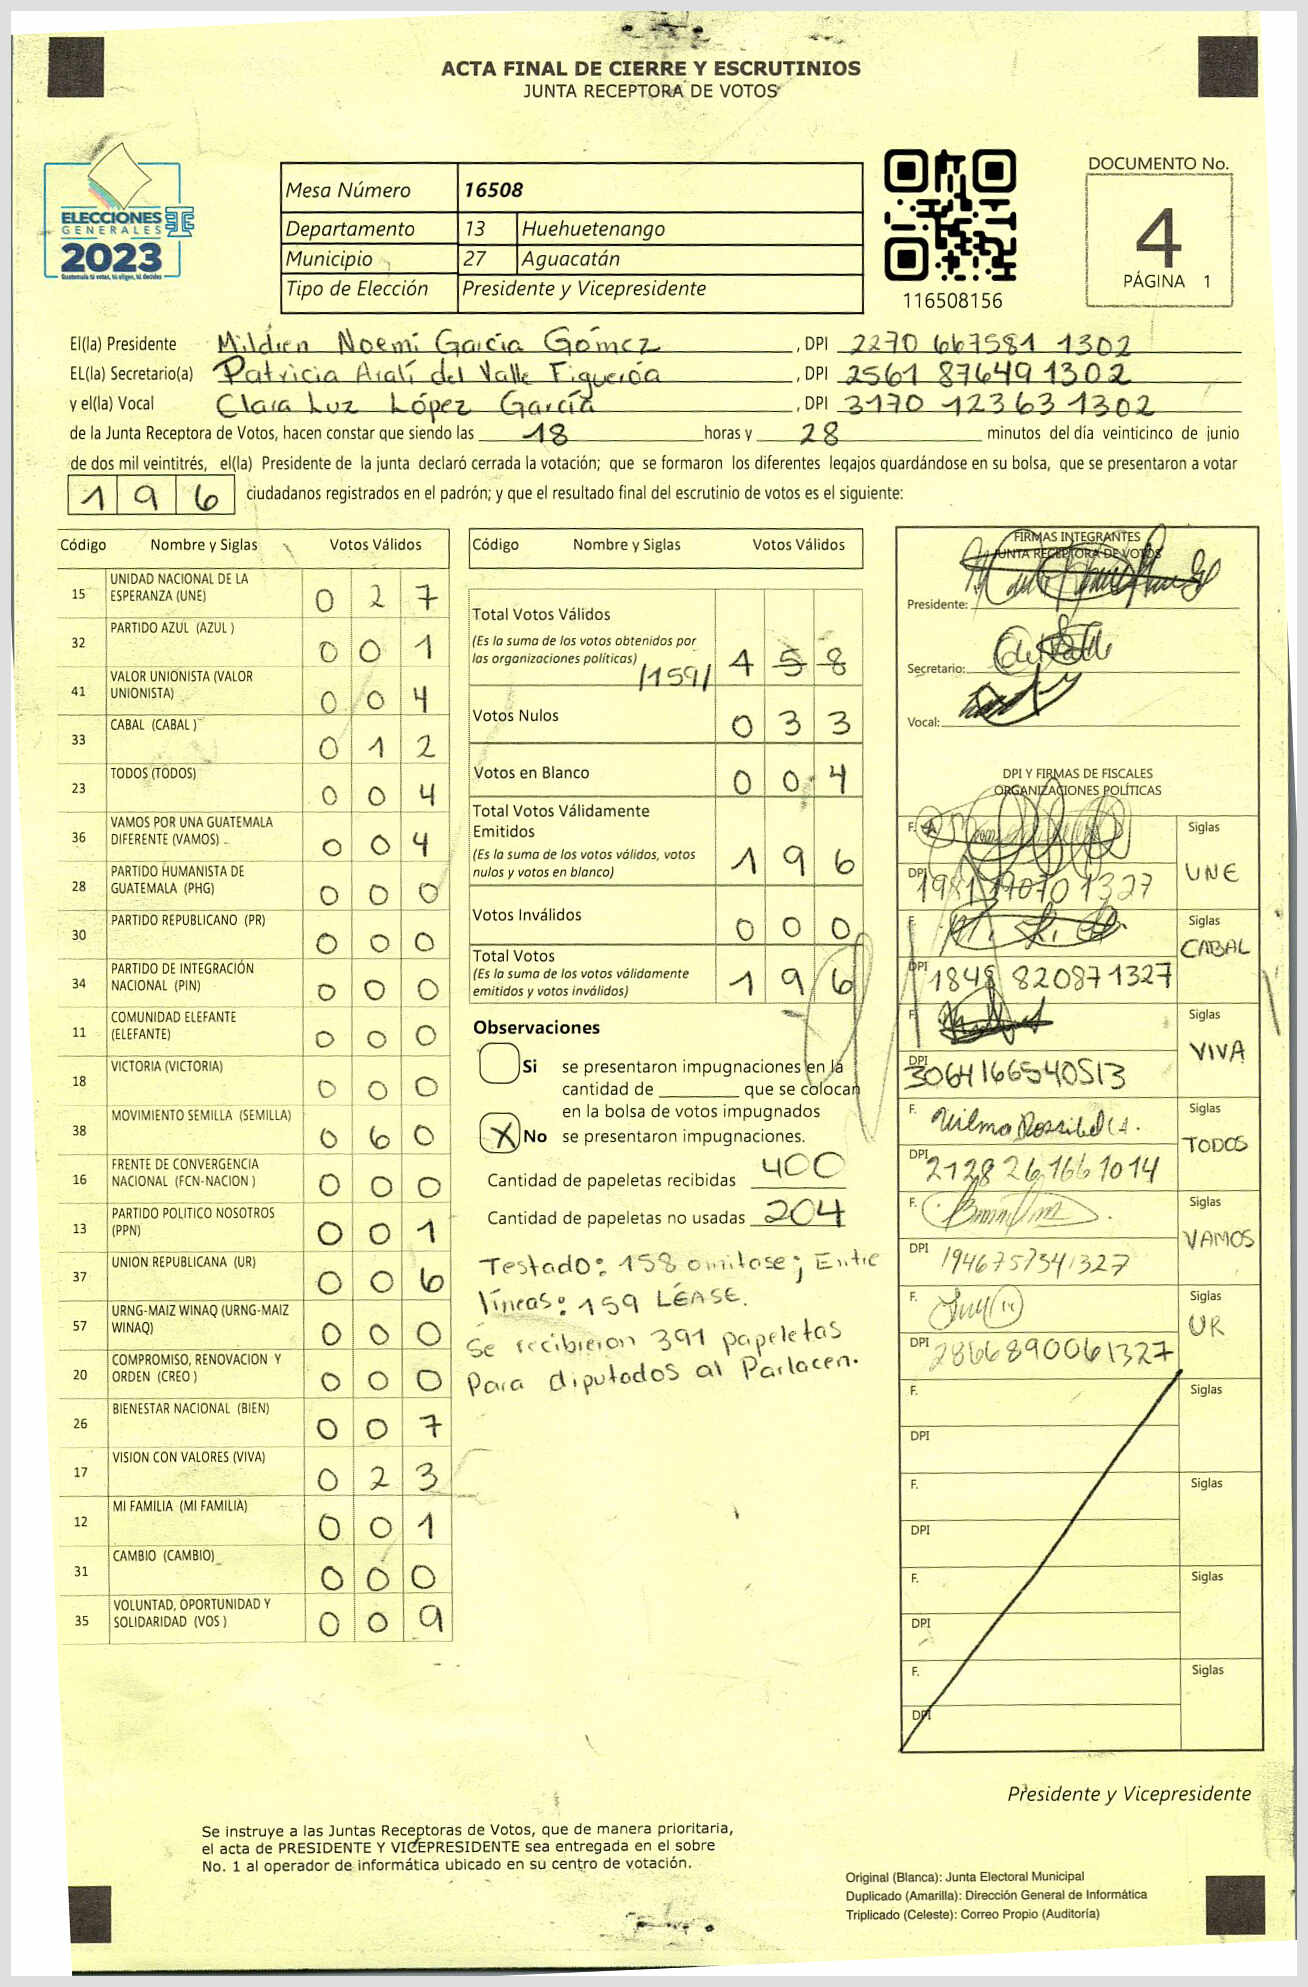 ACTA FINAL DE CIERRE Y ESCRUTINIOS
JUNTA RECEPTORA DE VOTOS
ELECCIONES
GENERALES
2023
Guatemala tú votas, tú eliges, tú decides
Mesa Número 16508
Departamento 13 Huehuetenango
Municipio 27 Aguacatán
Tipo de Elección Presidente y Vicepresidente
116508156
DOCUMENTO No.
4
PÁGINA 1
El(la) Presidente Mildren Noemí García Gómez, DPI 2270 667581 1302
EL(la) Secretario(a) Patricia Aralí del Valle Figueroa, DPI 2561 87649 1302
y el(la) Vocal Clara Luz López García, DPI 3170 12363 1302
de la Junta Receptora de Votos, hacen constar que siendo las 18 horas y 28 minutos del día veinticinco de junio
de dos mil veintitrés, el(la) Presidente de la junta declaró cerrada la votación; que se formaron los diferentes legajos quardándose en su bolsa, que se presentaron a votar
196 ciudadanos registrados en el padrón; y que el resultado final del escrutinio de votos es el siguiente:
Código Nombre y Siglas Votos Válidos
15 UNIDAD NACIONAL DE LA ESPERANZA (UNE) 0 2 7
32 PARTIDO AZUL (AZUL ) 0 0 1
41 VALOR UNIONISTA (VALOR UNIONISTA) 0 0 4
33 CABAL (CABAL ) 0 1 2
23 TODOS (TODOS) 0 0 4
36 VAMOS POR UNA GUATEMALA DIFERENTE (VAMOS) 0 0 4
28 PARTIDO HUMANISTA DE GUATEMALA (PHG) 0 0 0
30 PARTIDO REPUBLICANO (PR) 0 0 0
34 PARTIDO DE INTEGRACIÓN NACIONAL (PIN) 0 0 0
11 COMUNIDAD ELEFANTE (ELEFANTE) 0 0 0
18 VICTORIA (VICTORIA) 0 0 0
38 MOVIMIENTO SEMILLA (SEMILLA) 0 6 0
16 FRENTE DE CONVERGENCIA NACIONAL (FCN-NACION ) 0 0 0
13 PARTIDO POLITICO NOSOTROS (PPN) 0 0 1
37 UNION REPUBLICANA (UR) 0 0 6
57 URNG-MAIZ WINAQ (URNG-MAIZ WINAQ) 0 0 0
20 COMPROMISO, RENOVACION Y ORDEN (CREO ) 0 0 0
26 BIENESTAR NACIONAL (BIEN) 0 0 7
17 VISION CON VALORES (VIVA) 0 2 3
12 MI FAMILIA (MI FAMILIA) 0 0 1
31 CAMBIO (CAMBIO) 0 0 0
35 VOLUNTAD, OPORTUNIDAD Y SOLIDARIDAD (VOS ) 0 0 9
Código Nombre y Siglas Votos Válidos
Total Votos Válidos
(Es la suma de los votos obtenidos por
las organizaciones políticas) /159/ 1 5 8
Votos Nulos 0 3 3
Votos en Blanco 0 0 4
Total Votos Válidamente
Emitidos
(Es la suma de los votos válidos, votos
nulos y votos en blanco) 1 9 6
Votos Inválidos 0 0 0
Total Votos
(Es la suma de los votos válidamente
emitidos y votos inválidos) 1 9 6
Observaciones
Si se presentaron impugnaciones en la
cantidad de ________ que se colocan
en la bolsa de votos impugnados
X No se presentaron impugnaciones.
Cantidad de papeletas recibidas 400
Cantidad de papeletas no usadas 204
Testado: 158 omitase; Entre
líneas: 159 LÉASE.
Se recibieron 391 papeletas
Para diputados al Parlacen.
FIRMAS INTEGRANTES
JUNTA RECEPTORA DE VOTOS
Presidente:
Secretario:
Vocal:
DPI Y FIRMAS DE FISCALES
ORGANIZACIONES POLÍTICAS
F. Siglas
DPI UNE
F. Siglas
DPI 1848 82087 1327 CABAL
F. Siglas
DPI 3064166540513 VIVA
F. Siglas
DPI 2128 26166 1014 TODOS
F. Siglas
DPI 1946757341327 VAMOS
F. Siglas
DPI 2866890061327 UR
F. Siglas
DPI
F. Siglas
DPI
F. Siglas
DPI
F. Siglas
DPI
Presidente y Vicepresidente
Se instruye a las Juntas Receptoras de Votos, que de manera prioritaria,
el acta de PRESIDENTE Y VICEPRESIDENTE sea entregada en el sobre
No. 1 al operador de informática ubicado en su centro de votación.
Original (Blanca): Junta Electoral Municipal
Duplicado (Amarilla): Dirección General de Informática
Triplicado (Celeste): Correo Propio (Auditoría)